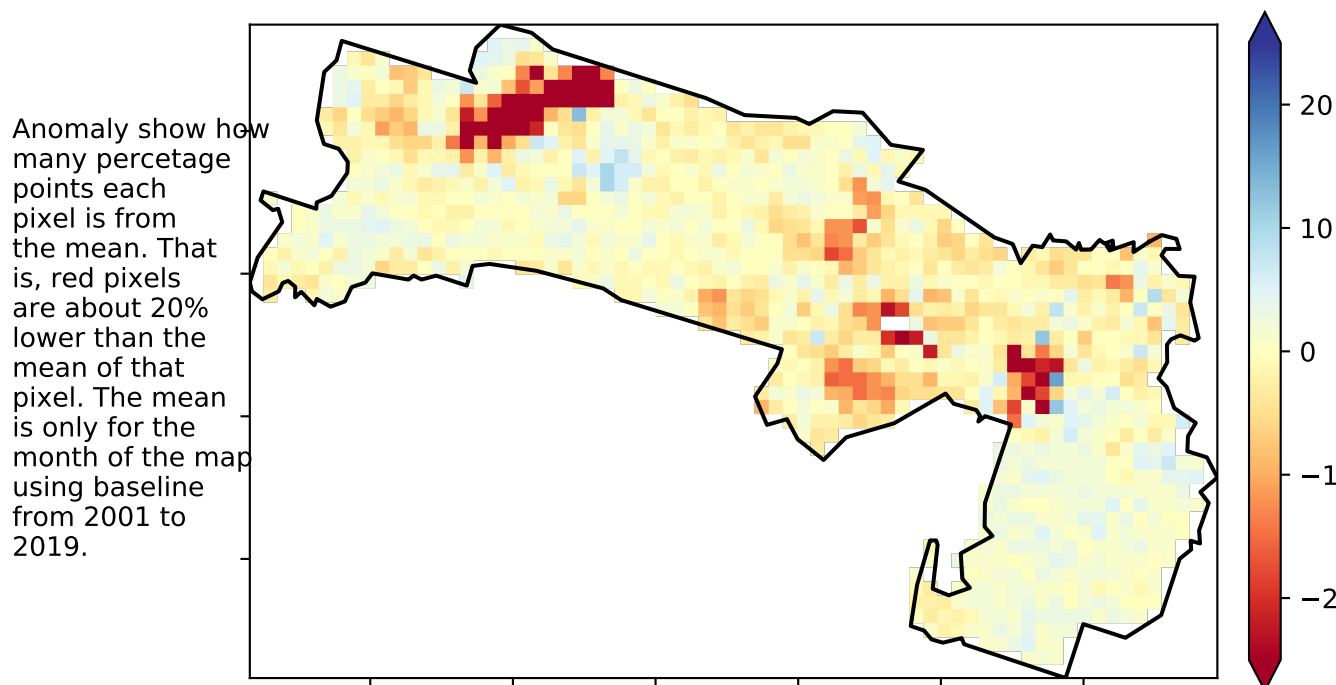 Anomaly show how
many percetage
points each
pixel is from
the mean. That
is, red pixels
are about 20%
lower than the
mean of that
pixel. The mean
is only for the
month of the map
using baseline
from 2001 to
2019.
20
10
0
−1
−2